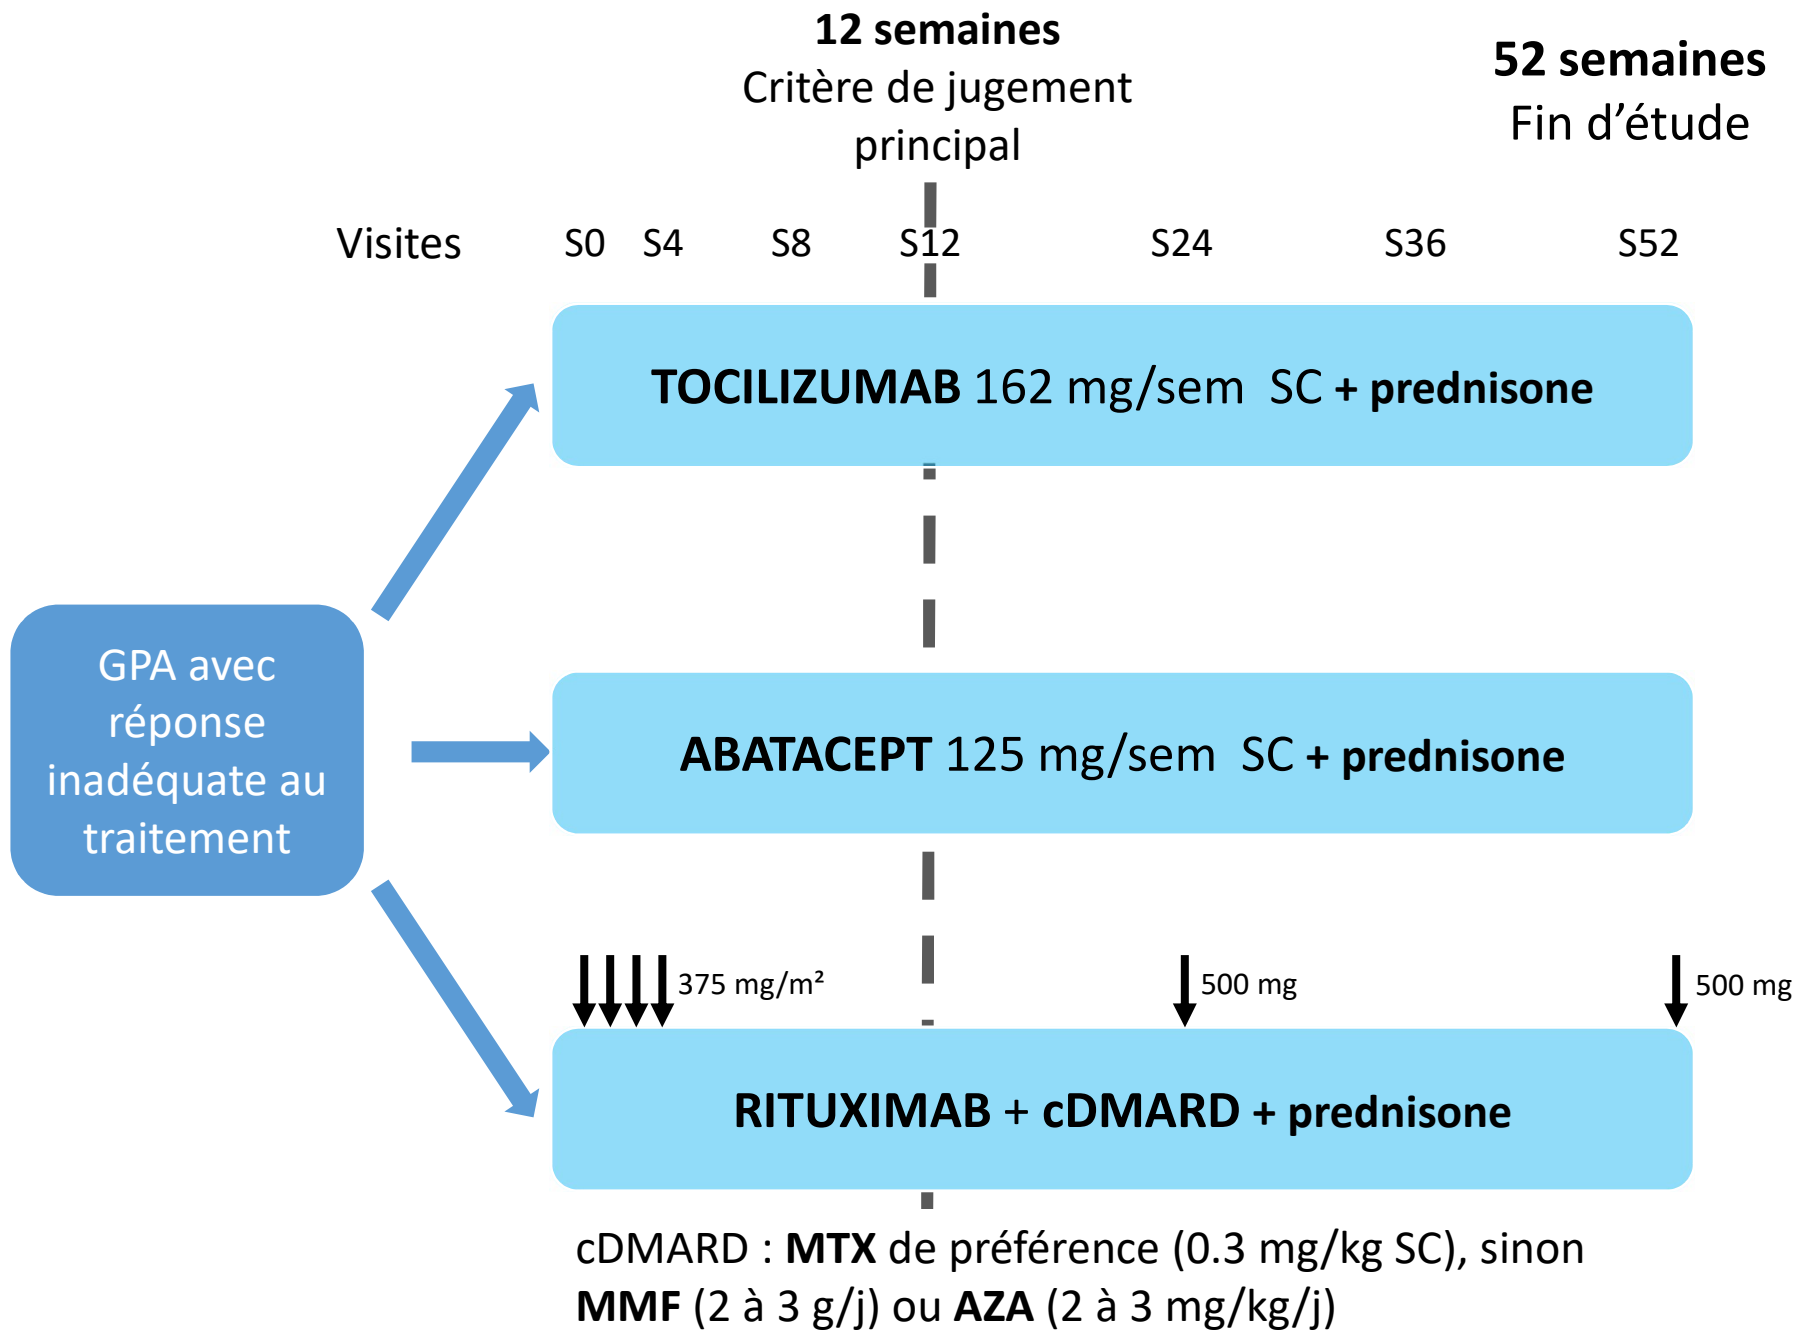 12 semaines
Critère de jugement
principal
52 semaines
Fin d’étude
Visites S0 S4 S8 S12 S24 S36 S52
TOCILIZUMAB 162 mg/sem SC + prednisone
GPA avec
réponse
inadéquate au
traitement
ABATACEPT 125 mg/sem SC + prednisone
375 mg/m² 500 mg 500 mg
RITUXIMAB + cDMARD + prednisone
cDMARD : MTX de préférence (0.3 mg/kg SC), sinon
MMF (2 à 3 g/j) ou AZA (2 à 3 mg/kg/j)